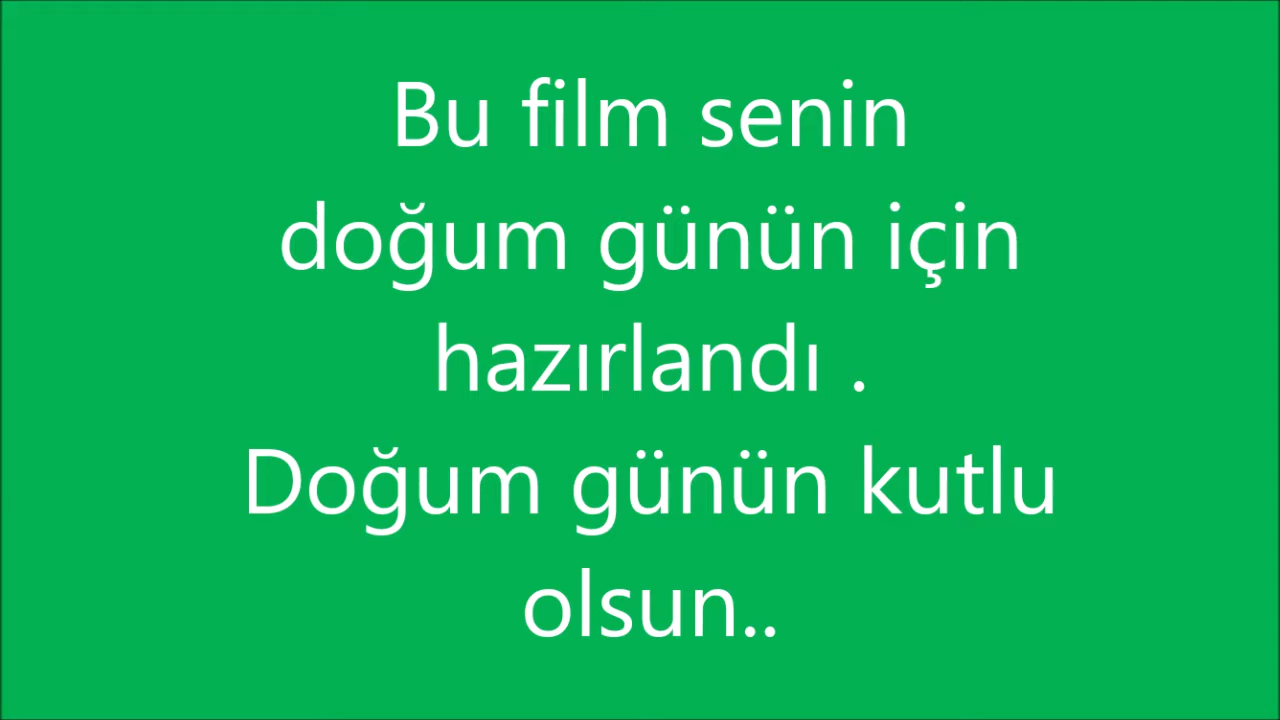 Bu film senin
doğum günün için
hazırlandı .
Doğum günün kutlu
olsun..